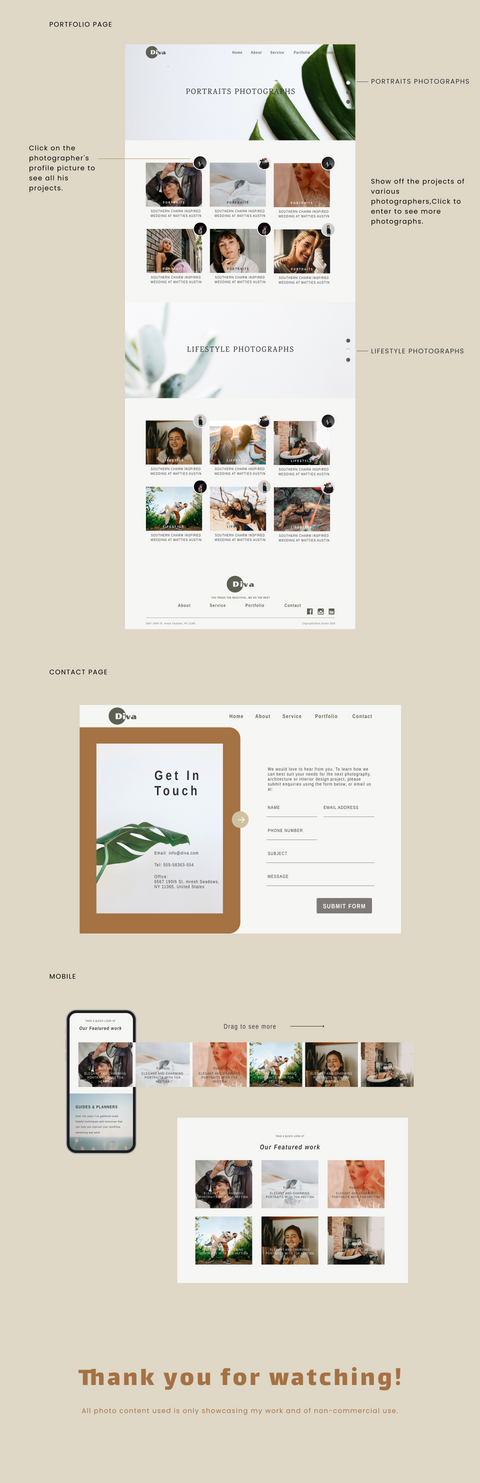 PORTFOLIO PAGE
Diva
Home About Service Portfolio
PORTRAITS PHOTOGRAPHS
PORTRAITS PHOTOGRAPHS
Click on the
photographer's
profile picture to
see all his
projects.
Show off the projects of
various
photographers,Click to
enter to see more
photographs.
PORTRAITS PORTRAITS PORTRAITS
SOUTHERN CHARM INSPIRED SOUTHERN CHARM INSPIRED SOUTHERN CHARM INSPIRED
WEDDING AT MATTIES AUSTIN WEDDING AT MATTIES AUSTIN WEDDING AT MATTIES AUSTIN
PORTRAITS PORTRAITS PORTRAITS
SOUTHERN CHARM INSPIRED SOUTHERN CHARM INSPIRED SOUTHERN CHARM INSPIRED
WEDDING AT MATTIES AUSTIN WEDDING AT MATTIES AUSTIN WEDDING AT MATTIES AUSTIN
LIFESTYLE PHOTOGRAPHS
LIFESTYLE PHOTOGRAPHS
LIFESTYLE LIFESTYLE LIFESTYLE
SOUTHERN CHARM INSPIRED SOUTHERN CHARM INSPIRED SOUTHERN CHARM INSPIRED
WEDDING AT MATTIES AUSTIN WEDDING AT MATTIES AUSTIN WEDDING AT MATTIES AUSTIN
LIFESTYLE LIFESTYLE LIFESTYLE
SOUTHERN CHARM INSPIRED SOUTHERN CHARM INSPIRED SOUTHERN CHARM INSPIRED
WEDDING AT MATTIES AUSTIN WEDDING AT MATTIES AUSTIN WEDDING AT MATTIES AUSTIN
Diva
About Service Portfolio Contact
CONTACT PAGE
Diva
Home About Service Portfolio Contact
Get In
Touch
Email: info@diva.com
Tel: 555-58363-554
Office:
8567 190th St, Hirosh Seadows,
NY 11365, United States
We would love to hear from you. To learn how we
can best suit your needs for the next photography,
architecture or interior design project, please
submit enquiries using the form below, or email us
at:
NAME EMAIL ADDRESS
PHONE NUMBER
SUBJECT
MESSAGE
SUBMIT FORM
MOBILE
TAKE A QUICK LOOK AT
Our Featured work
Drag to see more
GUIDES & PLANNERS
TAKE A QUICK LOOK AT
Our Featured work
Thank you for watching!
All photo content used is only showcasing my work and of non-commercial use.